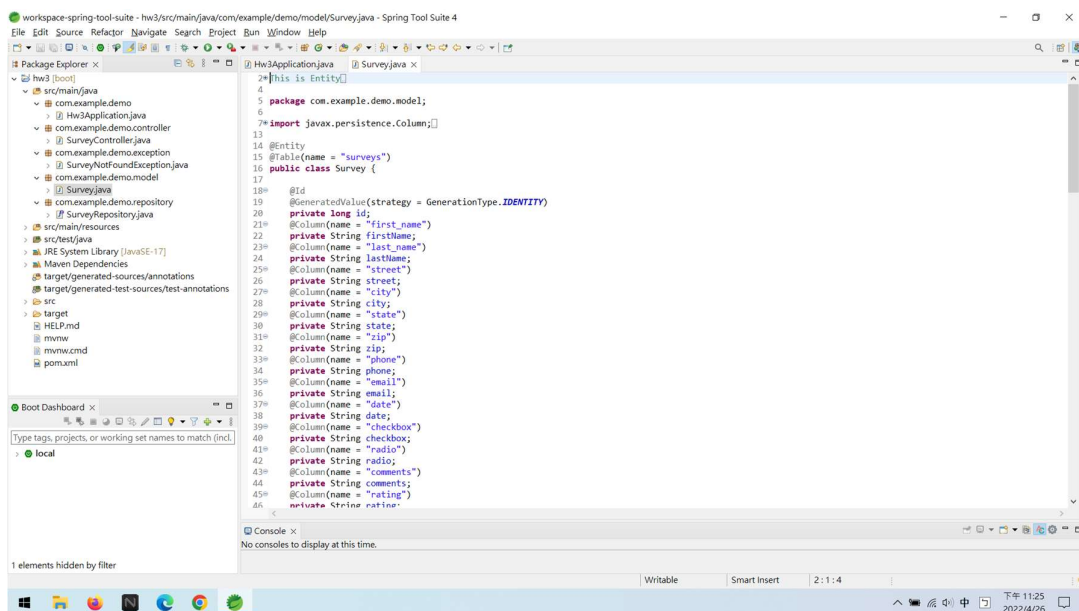 workspace-spring-tool-suite - hw3/src/main/java/com/example/demo/model/Survey.java - Spring Tool Suite 4
File Edit Source Refactor Navigate Search Project Run Window Help
Package Explorer
hw3 [boot]
src/main/java
com.example.demo
Hw3Application.java
com.example.demo.controller
SurveyController.java
com.example.demo.exception
SurveyNotFoundException.java
com.example.demo.model
Survey.java
com.example.demo.repository
SurveyRepository.java
src/main/resources
src/test/java
JRE System Library [JavaSE-17]
Maven Dependencies
target/generated-sources/annotations
target/generated-test-sources/test-annotations
src
target
HELP.md
mvnw
mvnw.cmd
pom.xml
Boot Dashboard
Type tags, projects, or working set names to match (incl.
local
1 elements hidden by filter
Hw3Application.java Survey.java
2 This is Entity
4
5 package com.example.demo.model;
6
7 import javax.persistence.Column;
13
14 @Entity
15 @Table(name = "surveys")
16 public class Survey {
17
18 @Id
19 @GeneratedValue(strategy = GenerationType.IDENTITY)
20 private long id;
21 @Column(name = "first_name")
22 private String firstName;
23 @Column(name = "last_name")
24 private String lastName;
25 @Column(name = "street")
26 private String street;
27 @Column(name = "city")
28 private String city;
29 @Column(name = "state")
30 private String state;
31 @Column(name = "zip")
32 private String zip;
33 @Column(name = "phone")
34 private String phone;
35 @Column(name = "email")
36 private String email;
37 @Column(name = "date")
38 private String date;
39 @Column(name = "checkbox")
40 private String checkbox;
41 @Column(name = "radio")
42 private String radio;
43 @Column(name = "comments")
44 private String comments;
45 @Column(name = "rating")
46 private String rating;
Console
No consoles to display at this time.
Writable Smart Insert 2:1:4
中 下午 11:25
2022/4/26